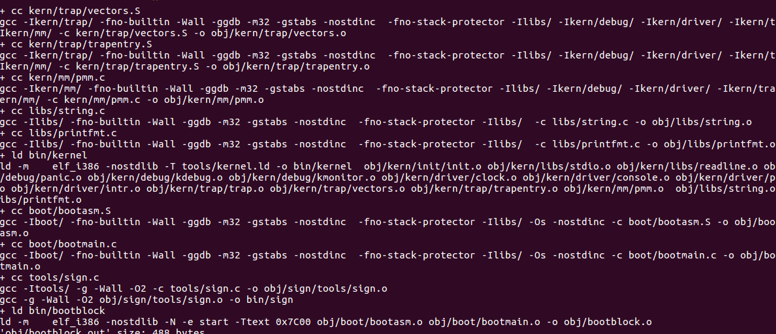 + cc kern/trap/vectors.S
gcc -Ikern/trap/ -fno-builtin -Wall -ggdb -m32 -gstabs -nostdinc  -fno-stack-protector -Ilibs/ -Ikern/debug/ -Ikern/driver/ -Ikern/t
Ikern/mm/ -c kern/trap/vectors.S -o obj/kern/trap/vectors.o
+ cc kern/trap/trapentry.S
gcc -Ikern/trap/ -fno-builtin -Wall -ggdb -m32 -gstabs -nostdinc  -fno-stack-protector -Ilibs/ -Ikern/debug/ -Ikern/driver/ -Ikern/t
Ikern/mm/ -c kern/trap/trapentry.S -o obj/kern/trap/trapentry.o
+ cc kern/mm/pmm.c
gcc -Ikern/mm/ -fno-builtin -Wall -ggdb -m32 -gstabs -nostdinc  -fno-stack-protector -Ilibs/ -Ikern/debug/ -Ikern/driver/ -Ikern/tra
ern/mm/ -c kern/mm/pmm.c -o obj/kern/mm/pmm.o
+ cc libs/string.c
gcc -Ilibs/ -fno-builtin -Wall -ggdb -m32 -gstabs -nostdinc  -fno-stack-protector -Ilibs/  -c libs/string.c -o obj/libs/string.o
+ cc libs/printfmt.c
gcc -Ilibs/ -fno-builtin -Wall -ggdb -m32 -gstabs -nostdinc  -fno-stack-protector -Ilibs/  -c libs/printfmt.c -o obj/libs/printfmt.o
+ ld bin/kernel
ld -m    elf_i386 -nostdlib -T tools/kernel.ld -o bin/kernel  obj/kern/init/init.o obj/kern/libs/stdio.o obj/kern/libs/readline.o ob
/debug/panic.o obj/kern/debug/kdebug.o obj/kern/debug/kmonitor.o obj/kern/driver/clock.o obj/kern/driver/console.o obj/kern/driver/p
o obj/kern/driver/intr.o obj/kern/trap/trap.o obj/kern/trap/vectors.o obj/kern/trap/trapentry.o obj/kern/mm/pmm.o  obj/libs/string.o
ibs/printfmt.o
+ cc boot/bootasm.S
gcc -Iboot/ -fno-builtin -Wall -ggdb -m32 -gstabs -nostdinc  -fno-stack-protector -Ilibs/ -Os -nostdinc -c boot/bootasm.S -o obj/boo
asm.o
+ cc boot/bootmain.c
gcc -Iboot/ -fno-builtin -Wall -ggdb -m32 -gstabs -nostdinc  -fno-stack-protector -Ilibs/ -Os -nostdinc -c boot/bootmain.c -o obj/bo
tmain.o
+ cc tools/sign.c
gcc -Itools/ -g -Wall -O2 -c tools/sign.c -o obj/sign/tools/sign.o
gcc -g -Wall -O2 obj/sign/tools/sign.o -o bin/sign
+ ld bin/bootblock
ld -m    elf_i386 -nostdlib -N -e start -Ttext 0x7C00 obj/boot/bootasm.o obj/boot/bootmain.o -o obj/bootblock.o
'obj/bootblock.out' size: 488 bytes